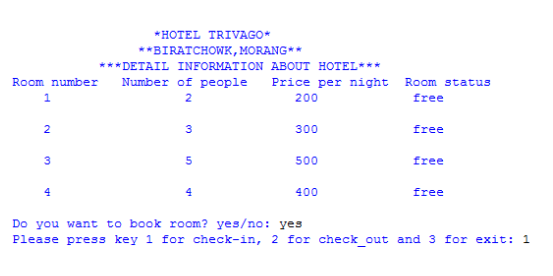 *HOTEL TRIVAGO*
**BIRATCHOWK,MORANG**
***DETAIL INFORMATION ABOUT HOTEL***
Room number Number of people Price per night Room status
1 2 200 free
2 3 300 free
3 5 500 free
4 4 400 free
Do you want to book room? yes/no: yes
Please press key 1 for check-in, 2 for check_out and 3 for exit: 1